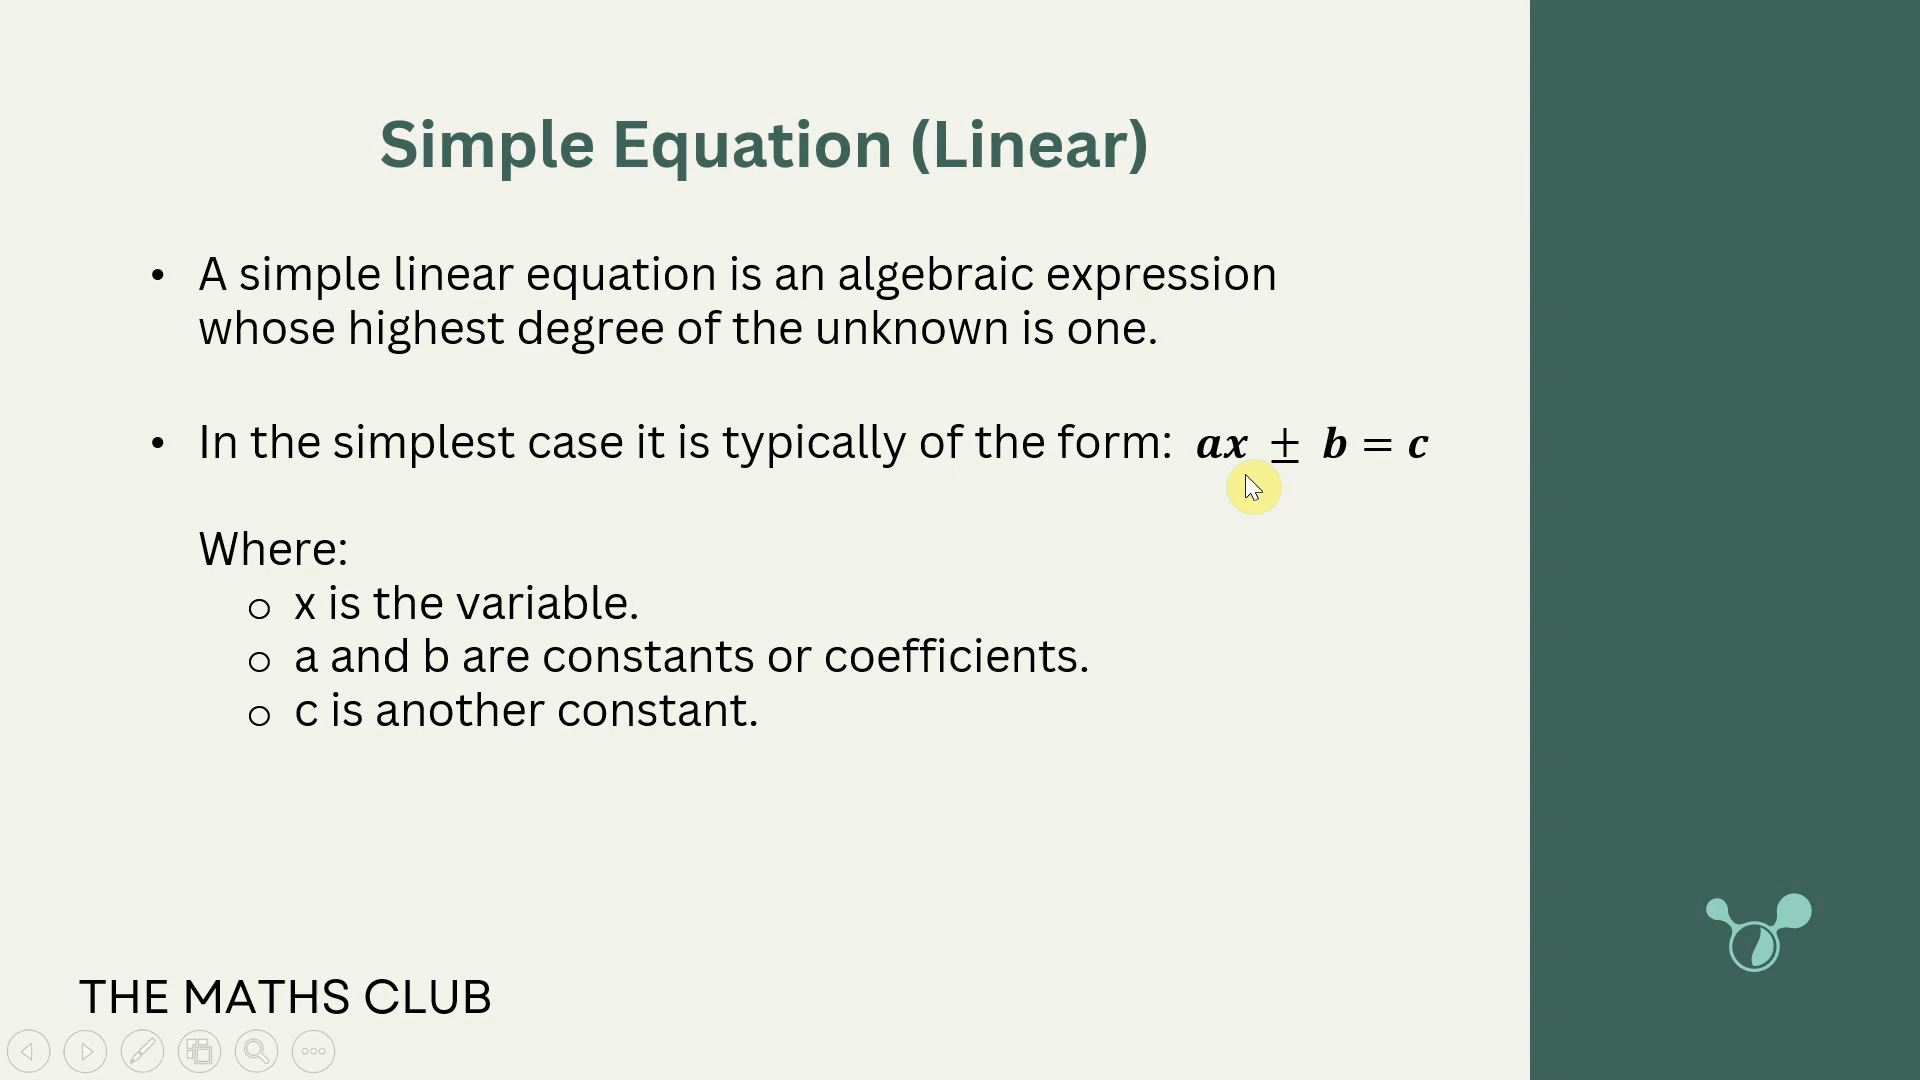 Simple Equation (Linear)
• A simple linear equation is an algebraic expression
whose highest degree of the unknown is one.
• In the simplest case it is typically of the form: ax ± b = c
Where:
o x is the variable.
o a and b are constants or coefficients.
o c is another constant.
THE MATHS CLUB